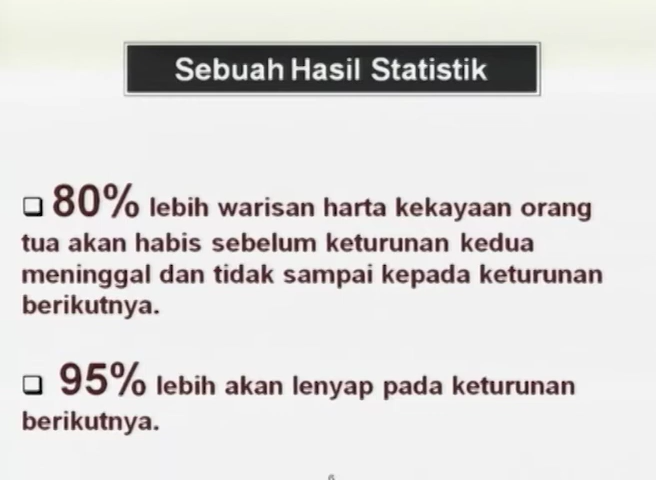 Sebuah Hasil Statistik
80% lebih warisan harta kekayaan orang
tua akan habis sebelum keturunan kedua
meninggal dan tidak sampai kepada keturunan
berikutnya.
95% lebih akan lenyap pada keturunan
berikutnya.